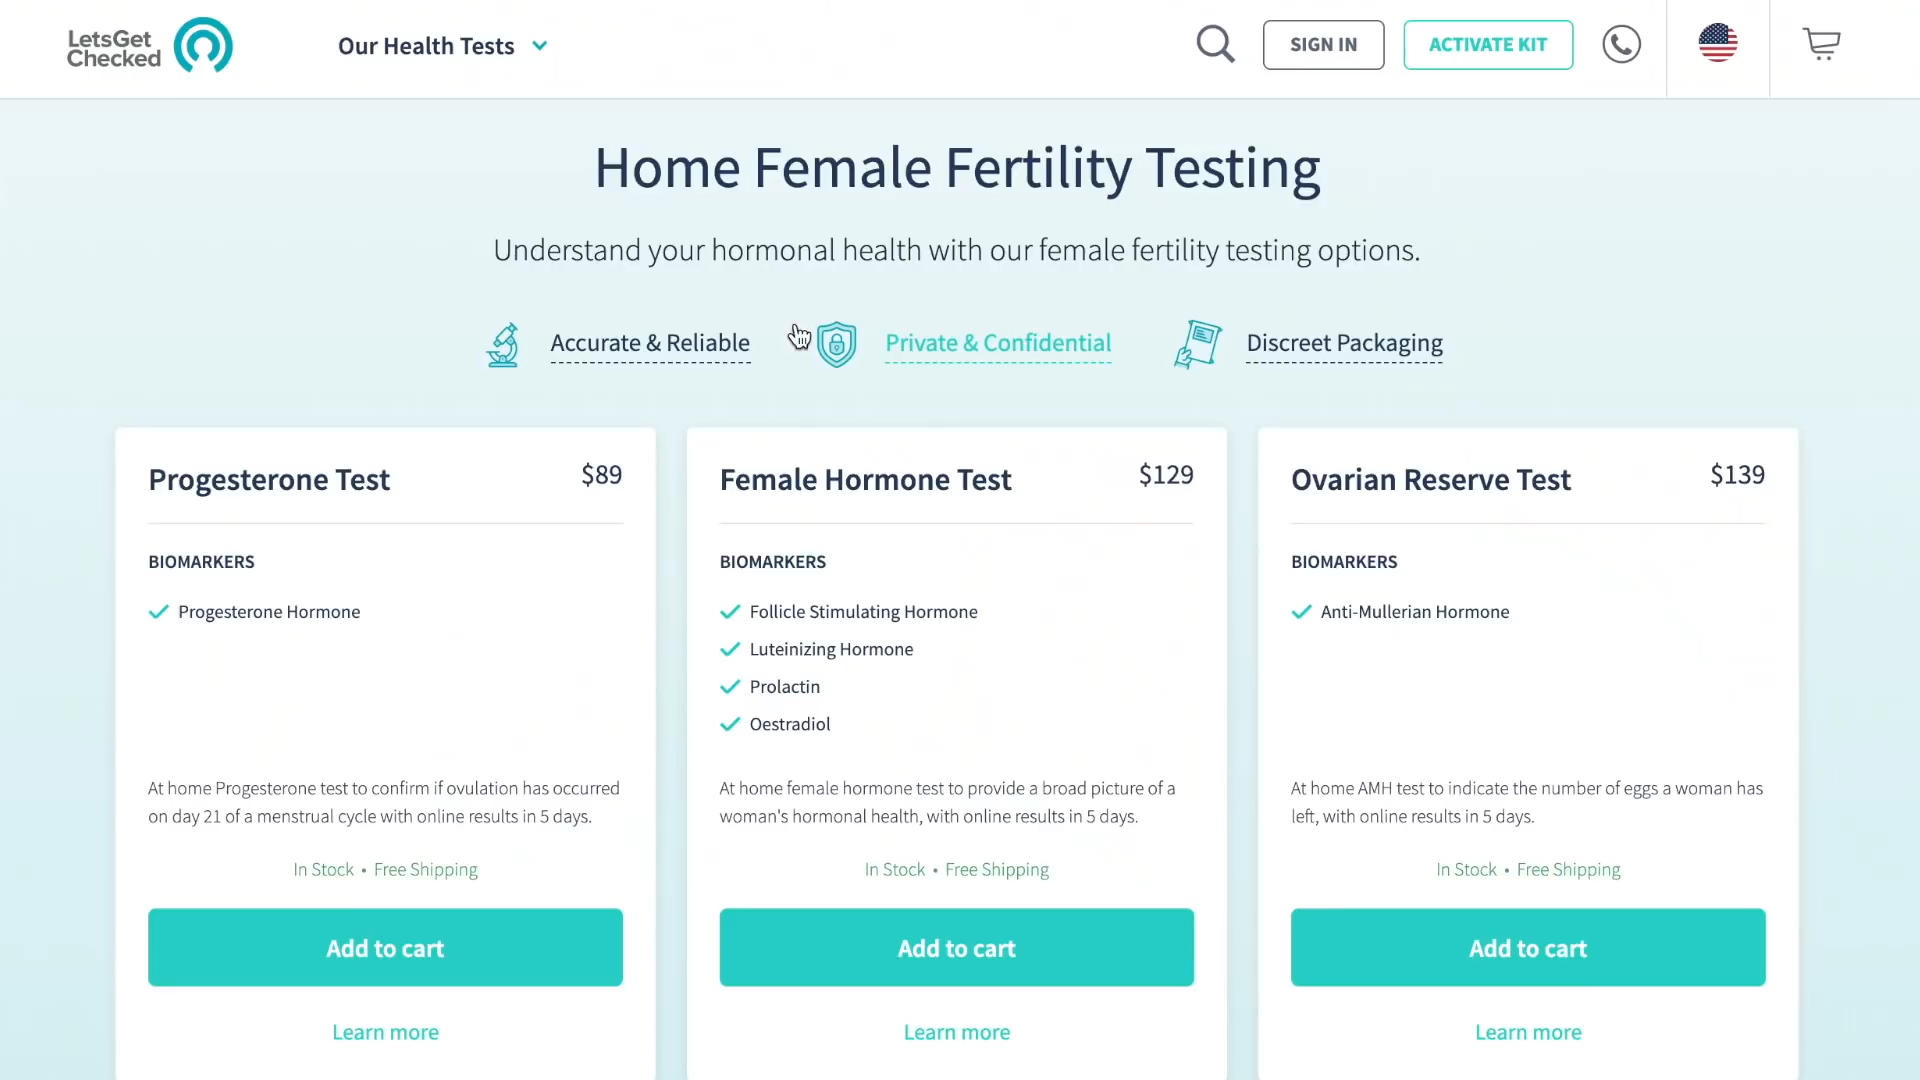 LetsGet
Checked
Our Health Tests
SIGN IN
ACTIVATE KIT
Home Female Fertility Testing
Understand your hormonal health with our female fertility testing options.
Accurate & Reliable
Private & Confidential
Discreet Packaging
Progesterone Test
$89
BIOMARKERS
Progesterone Hormone
At home Progesterone test to confirm if ovulation has occurred
on day 21 of a menstrual cycle with online results in 5 days.
In Stock • Free Shipping
Add to cart
Learn more
Female Hormone Test
$129
BIOMARKERS
Follicle Stimulating Hormone
Luteinizing Hormone
Prolactin
Oestradiol
At home female hormone test to provide a broad picture of a
woman's hormonal health, with online results in 5 days.
In Stock • Free Shipping
Add to cart
Learn more
Ovarian Reserve Test
$139
BIOMARKERS
Anti-Mullerian Hormone
At home AMH test to indicate the number of eggs a woman has
left, with online results in 5 days.
In Stock • Free Shipping
Add to cart
Learn more